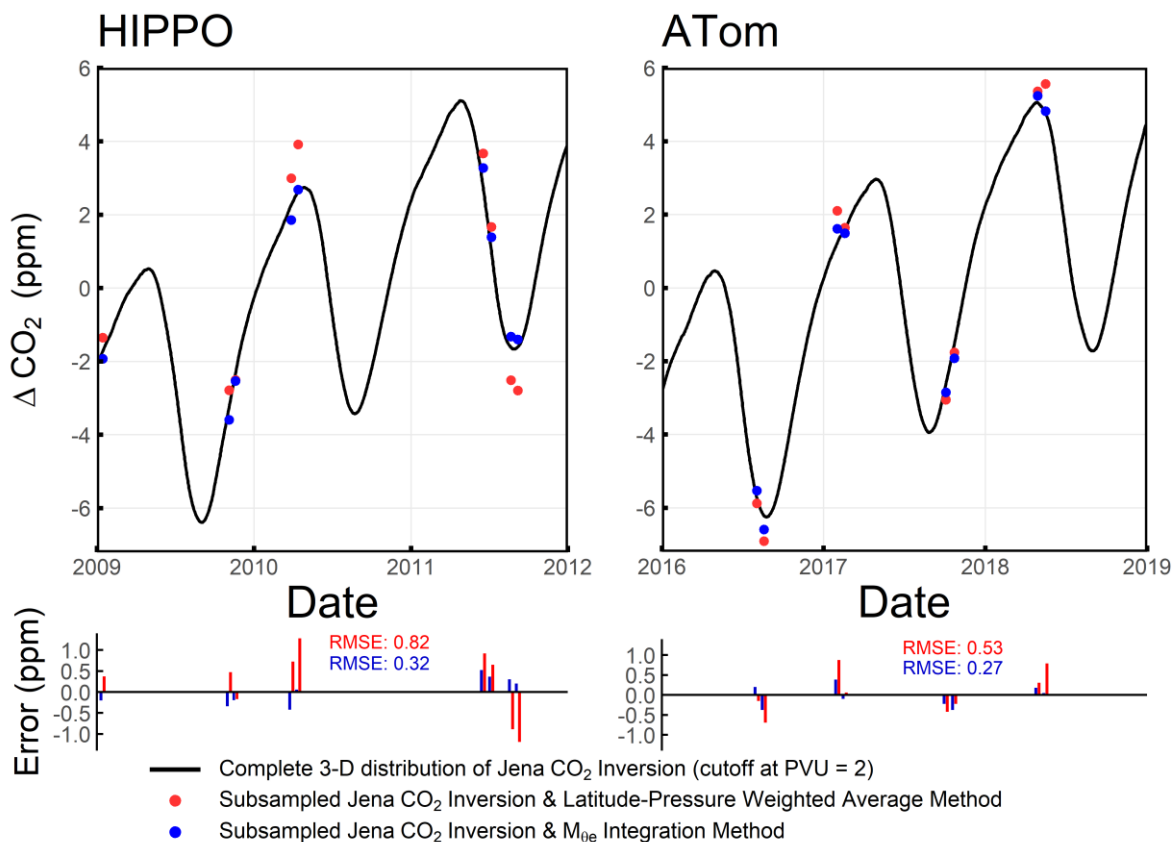 HIPPO
ATom
6
4
2
0
-2
-4
-6
Δ CO₂ (ppm)
2009 2010 2011 2012
Date
6
4
2
0
-2
-4
-6
2016 2017 2018 2019
Date
Error (ppm)
1.0
0.5
0.0
-0.5
-1.0
RMSE: 0.82
RMSE: 0.32
1.0
0.5
0.0
-0.5
-1.0
RMSE: 0.53
RMSE: 0.27
Complete 3-D distribution of Jena CO₂ Inversion (cutoff at PVU = 2)
Subsampled Jena CO₂ Inversion & Latitude-Pressure Weighted Average Method
Subsampled Jena CO₂ Inversion & M<sub>θe</sub> Integration Method